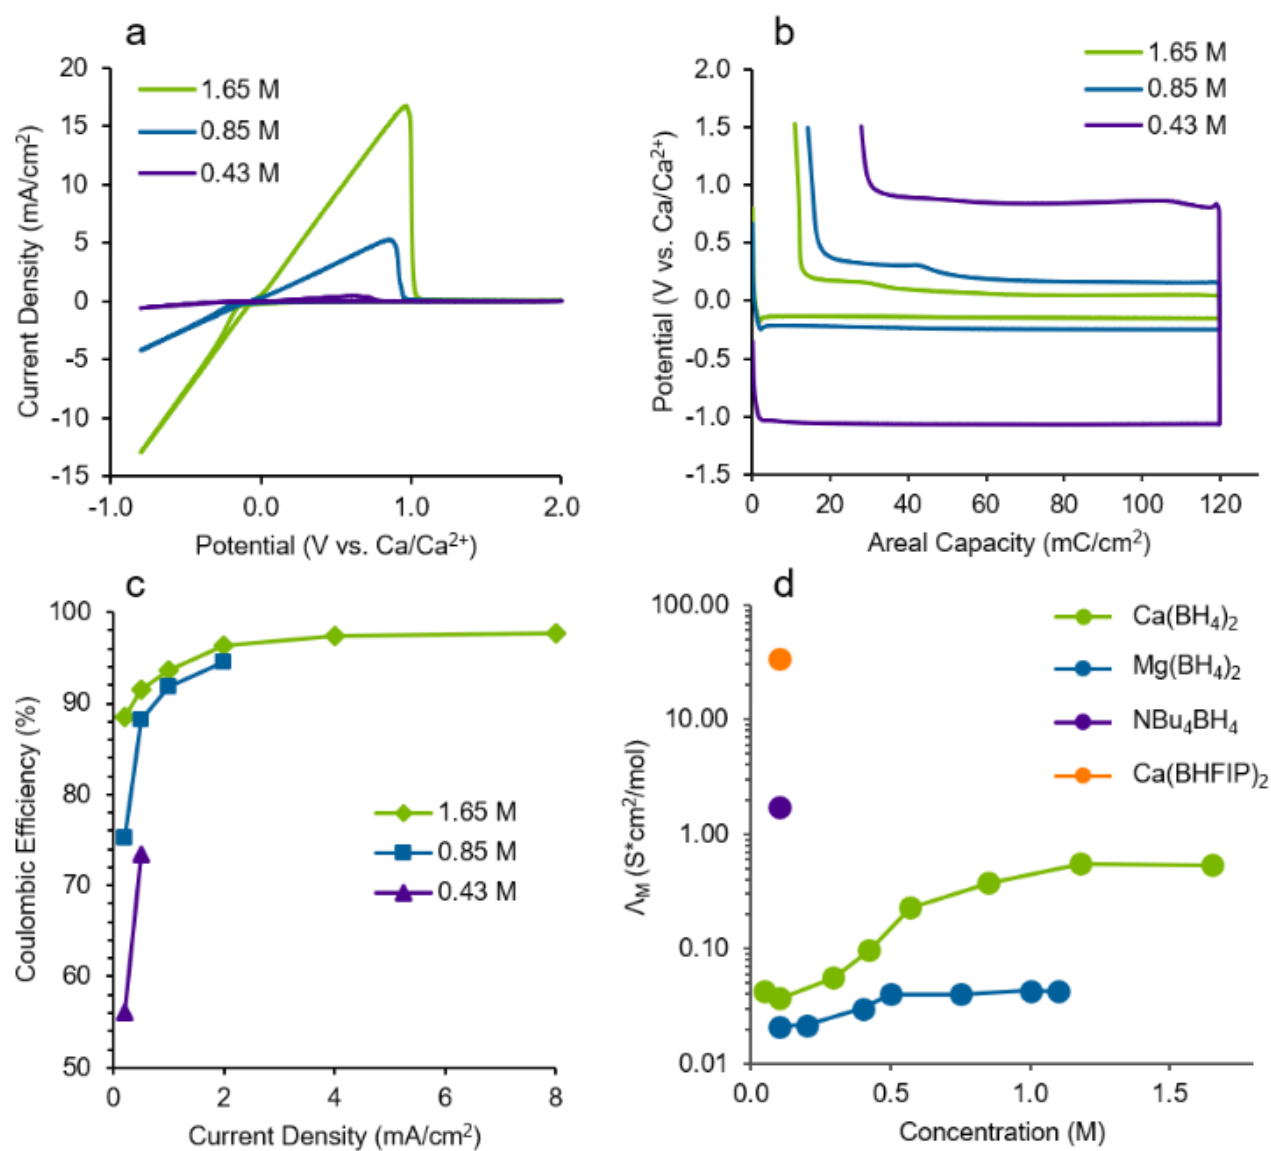 a
20
15
10
5
0
-5
-10
-15
-1.0 0.0 1.0 2.0
Current Density (mA/cm²)
Potential (V vs. Ca/Ca²⁺)
1.65 M
0.85 M
0.43 M
b
2.0
1.5
1.0
0.5
0.0
-0.5
-1.0
-1.5
0 20 40 60 80 100 120
Potential (V vs. Ca/Ca²⁺)
Areal Capacity (mC/cm²)
1.65 M
0.85 M
0.43 M
c
100
90
80
70
60
50
0 2 4 6 8
Coulombic Efficiency (%)
Current Density (mA/cm²)
1.65 M
0.85 M
0.43 M
d
100.00
10.00
1.00
0.10
0.01
0.0 0.5 1.0 1.5
Λ_M (S*cm²/mol)
Concentration (M)
Ca(BH₄)₂
Mg(BH₄)₂
NBu₄BH₄
Ca(BHFIP)₂